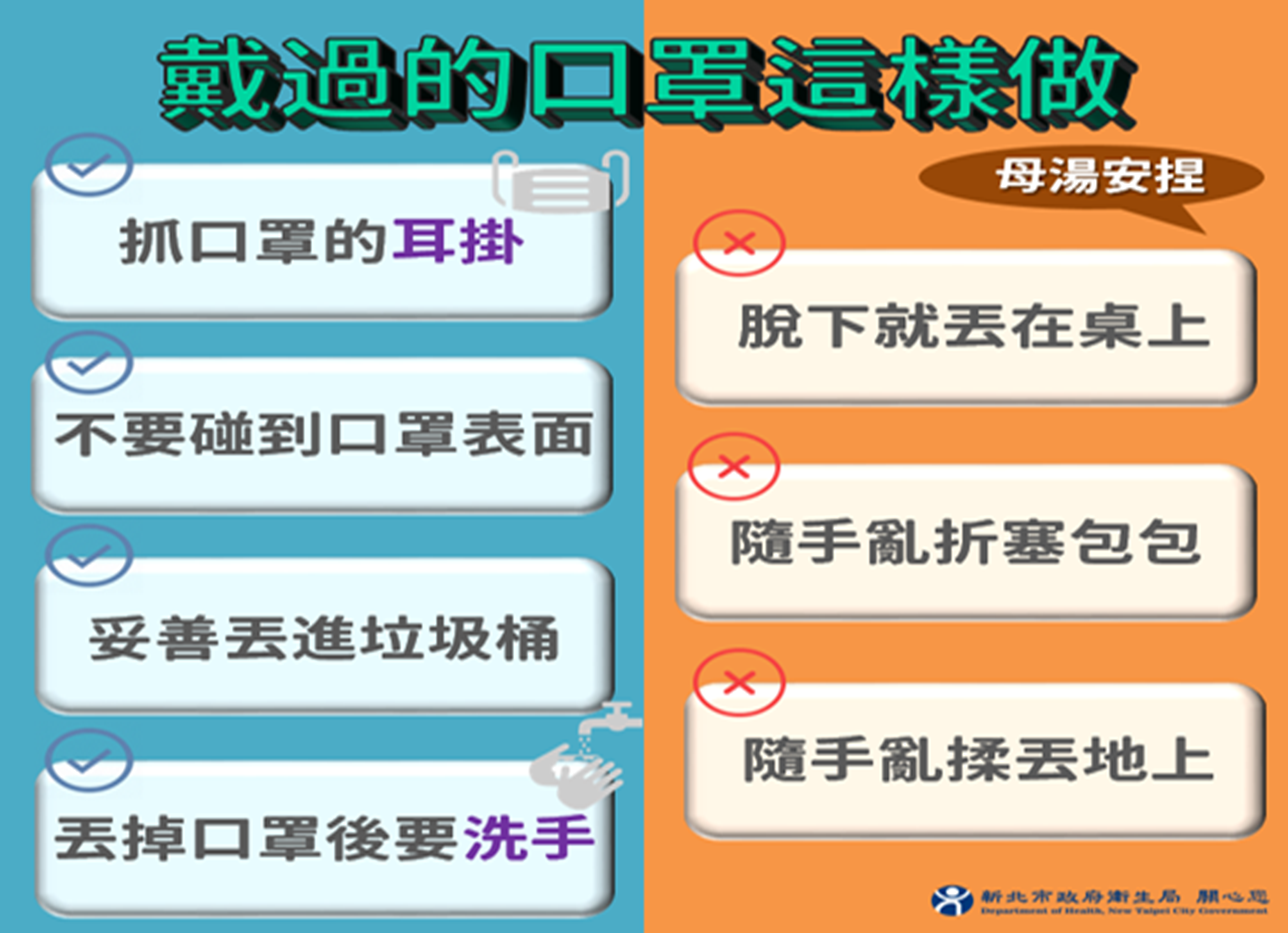 戴過的口罩這樣做
抓口罩的耳掛
不要碰到口罩表面
妥善丟進垃圾桶
丟掉口罩後要洗手
母湯安捏
脫下就丟在桌上
隨手亂折塞包包
隨手亂揉丟地上
新北市政府衛生局 關心您
Department of Health, New Taipei City Government